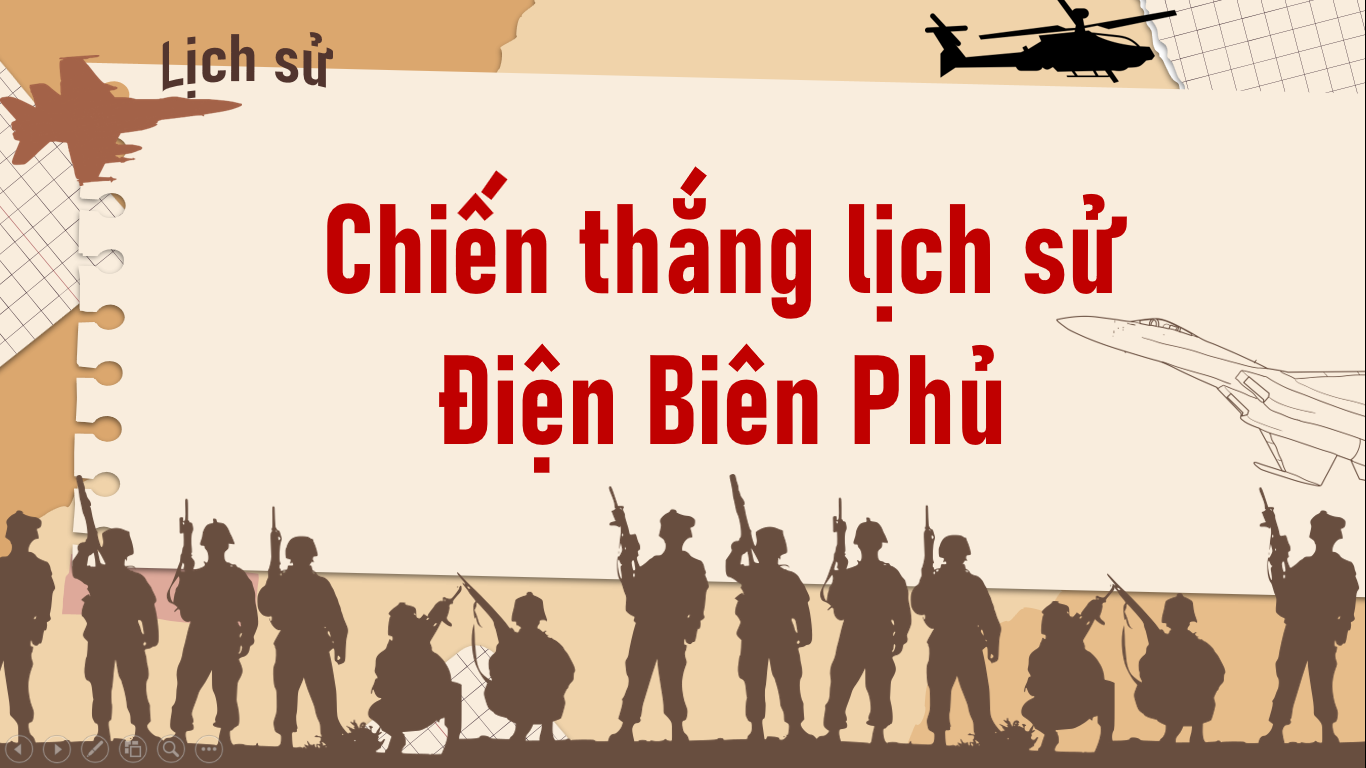 Lịch sử
Chiến thắng lịch sử
Điện Biên Phủ